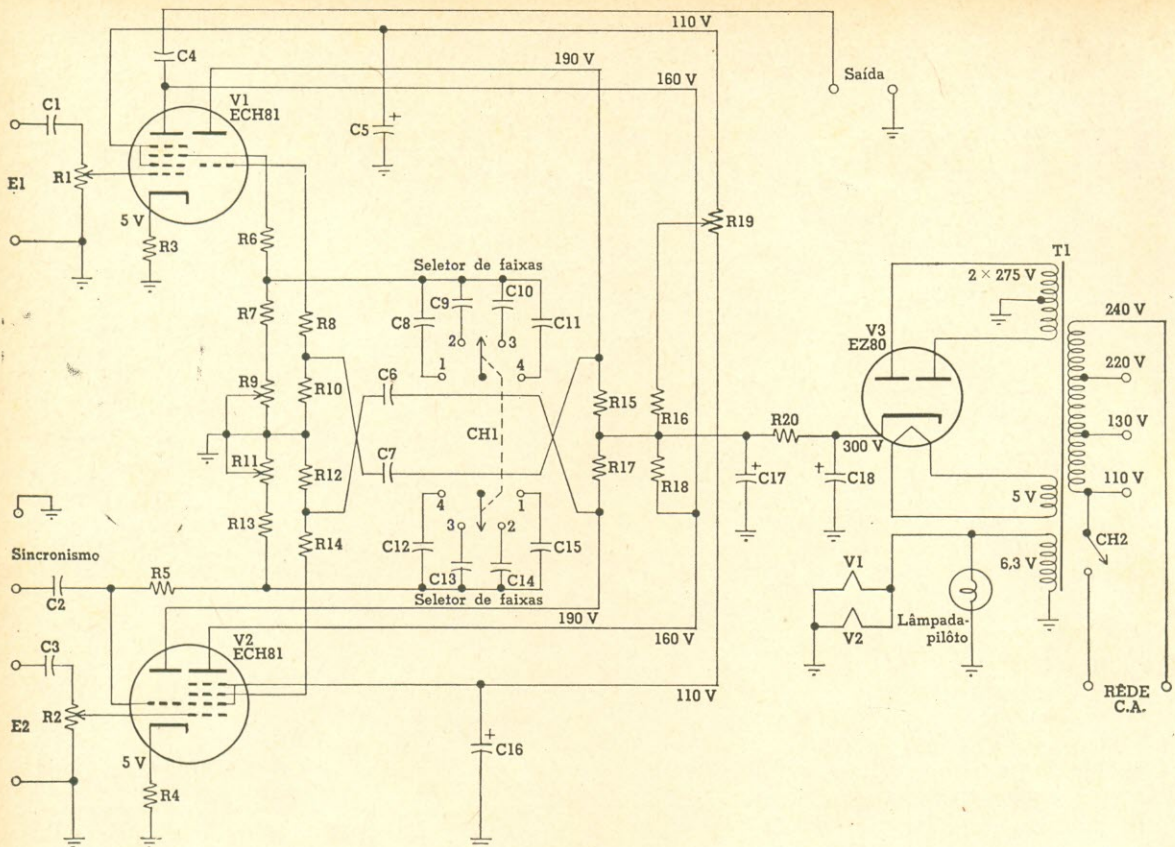 110 V
C4
190 V
160 V
Saída
V1
ECH81
C1
C5
R1
E1
5 V
R3
R6
R19
T1
2 × 275 V
Seletor de faixas
C9
C10
C8
C11
R7
R8
2
3
1
4
V3
EZ80
240 V
220 V
R9
R10
C6
R15
R16
CH1
R20
300 V
130 V
R11
R12
C7
R17
R18
C17
C18
110 V
5 V
4
1
3
2
R13
R14
C12
C15
C13
C14
Seletor de faixas
CH2
6,3 V
Sincronismo
R5
C2
190 V
160 V
V1
V2
Lâmpada-
pilôto
V2
ECH81
C3
110 V
RÊDE
C.A.
R2
E2
C16
5 V
R4